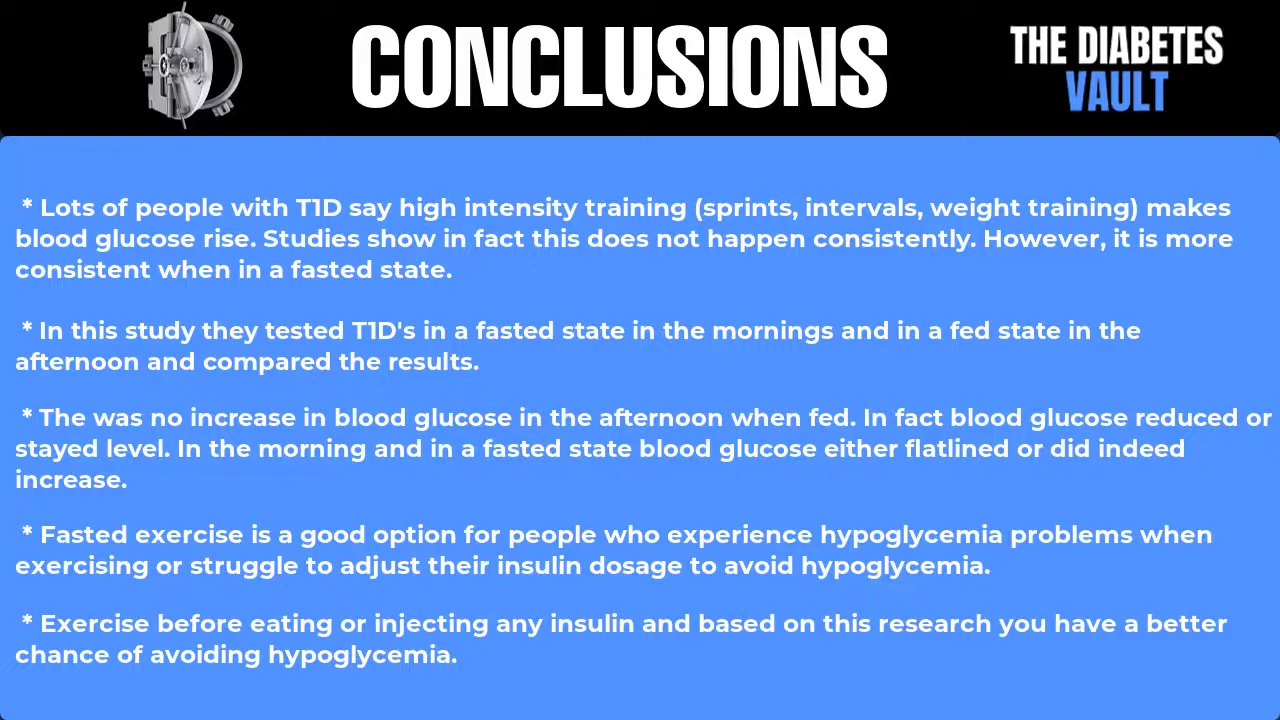 CONCLUSIONS
THE DIABETES
VAULT
* Lots of people with T1D say high intensity training (sprints, intervals, weight training) makes
blood glucose rise. Studies show in fact this does not happen consistently. However, it is more
consistent when in a fasted state.
* In this study they tested T1D's in a fasted state in the mornings and in a fed state in the
afternoon and compared the results.
* The was no increase in blood glucose in the afternoon when fed. In fact blood glucose reduced or
stayed level. In the morning and in a fasted state blood glucose either flatlined or did indeed
increase.
* Fasted exercise is a good option for people who experience hypoglycemia problems when
exercising or struggle to adjust their insulin dosage to avoid hypoglycemia.
* Exercise before eating or injecting any insulin and based on this research you have a better
chance of avoiding hypoglycemia.